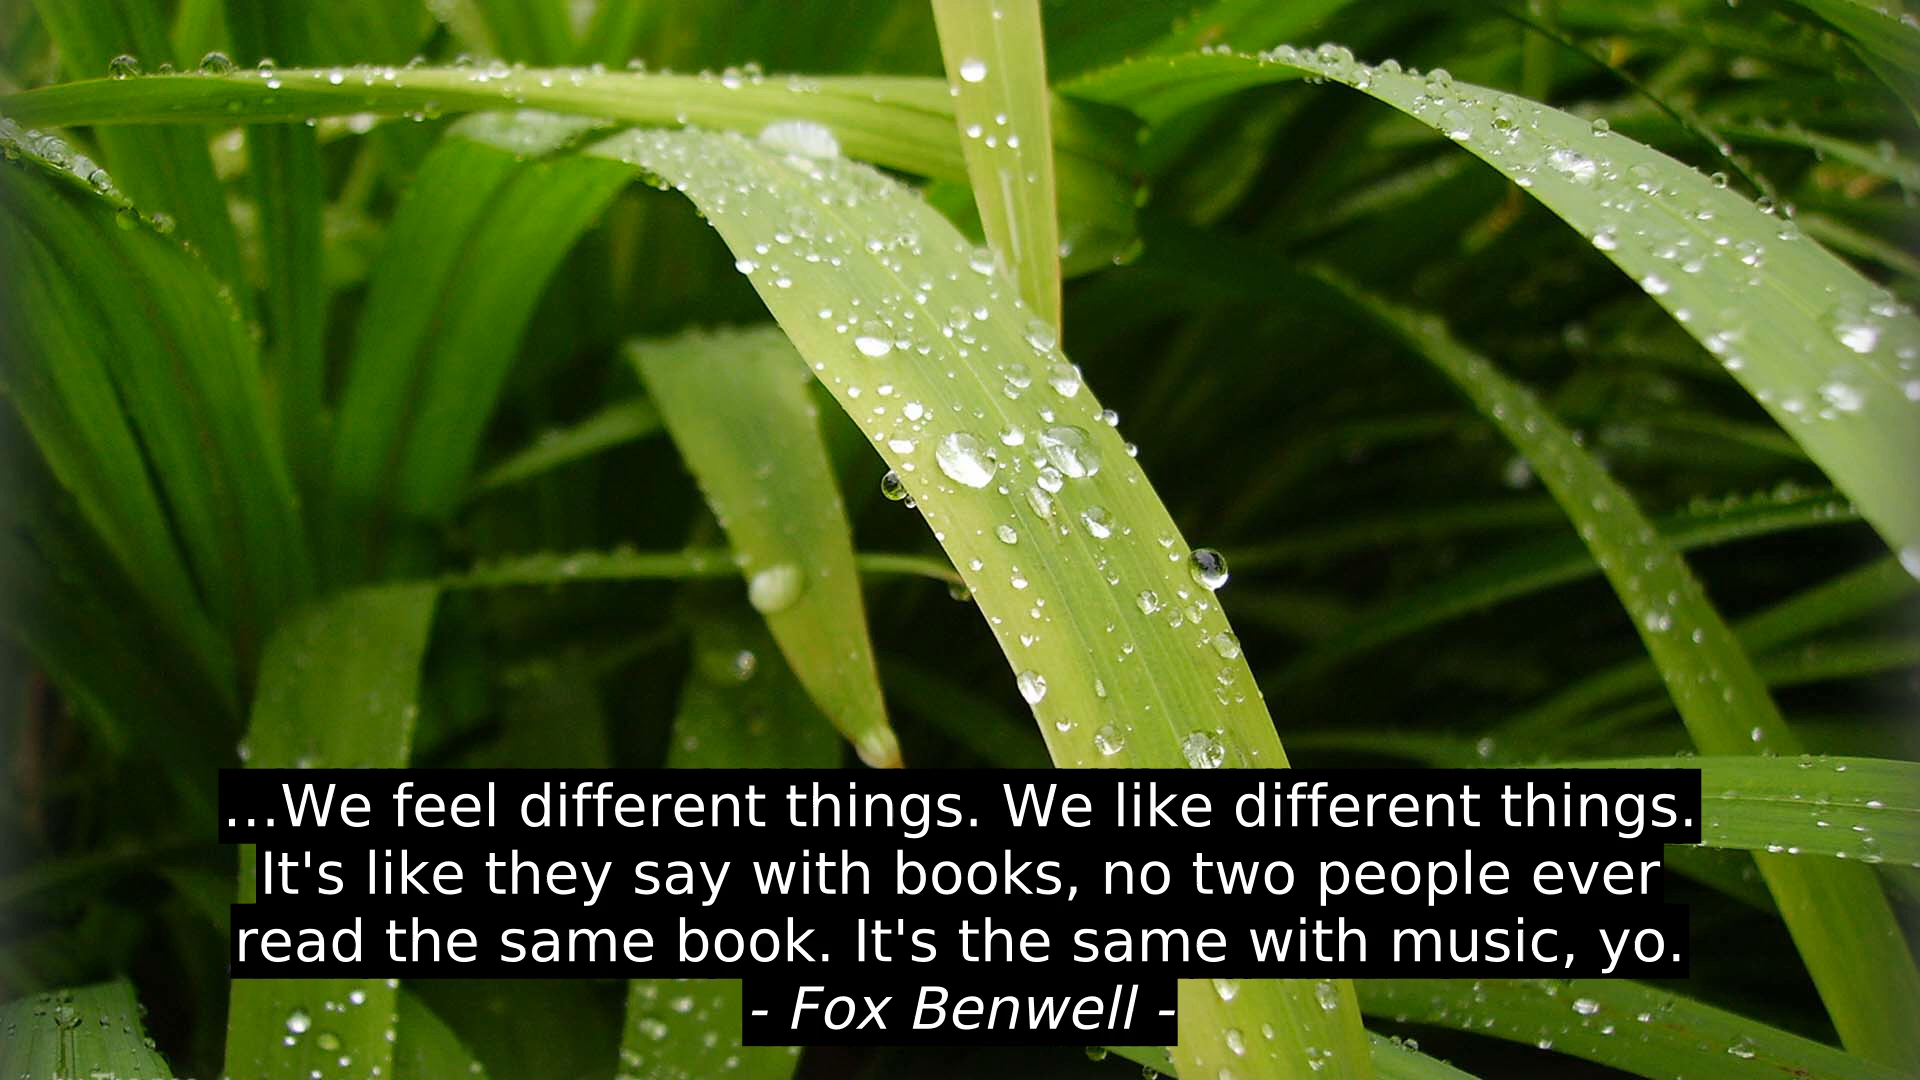 ...We feel different things. We like different things.
It's like they say with books, no two people ever
read the same book. It's the same with music, yo.
- Fox Benwell -